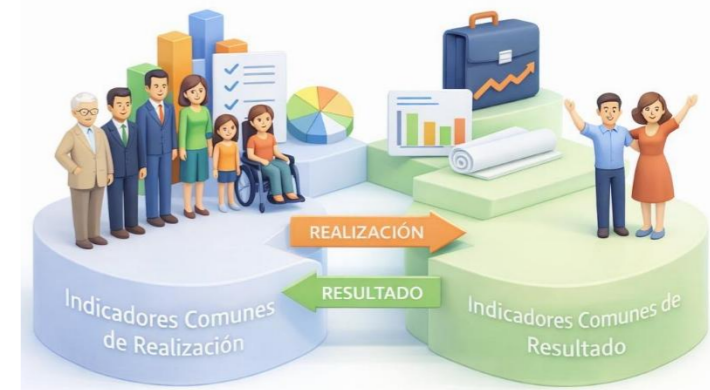 REALIZACIÓN
RESULTADO
Indicadores Comunes
de Realización
Indicadores Comunes de
Resultado